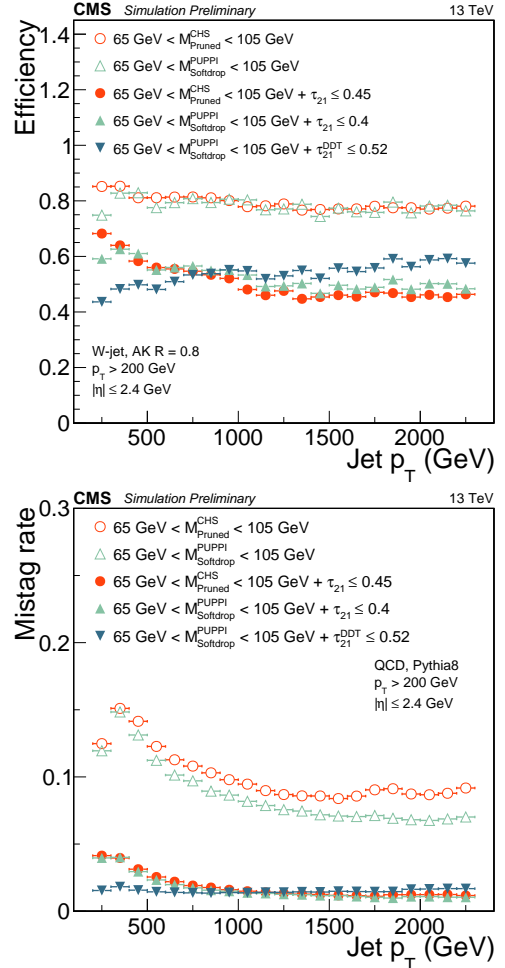 CMS Simulation Preliminary 13 TeV
Efficiency
1.4
1.2
1
0.8
0.6
0.4
0.2
0
65 GeV < M^CHS_Pruned < 105 GeV
65 GeV < M^PUPPI_Softdrop < 105 GeV
65 GeV < M^CHS_Pruned < 105 GeV + τ_21 ≤ 0.45
65 GeV < M^PUPPI_Softdrop < 105 GeV + τ_21 ≤ 0.4
65 GeV < M^PUPPI_Softdrop < 105 GeV + τ^DDT_21 ≤ 0.52
W-jet, AK R = 0.8
p_T > 200 GeV
|η| ≤ 2.4 GeV
500 1000 1500 2000
Jet p_T (GeV)
CMS Simulation Preliminary 13 TeV
Mistag rate
0.3
0.2
0.1
0
65 GeV < M^CHS_Pruned < 105 GeV
65 GeV < M^PUPPI_Softdrop < 105 GeV
65 GeV < M^CHS_Pruned < 105 GeV + τ_21 ≤ 0.45
65 GeV < M^PUPPI_Softdrop < 105 GeV + τ_21 ≤ 0.4
65 GeV < M^PUPPI_Softdrop < 105 GeV + τ^DDT_21 ≤ 0.52
QCD, Pythia8
p_T > 200 GeV
|η| ≤ 2.4 GeV
500 1000 1500 2000
Jet p_T (GeV)